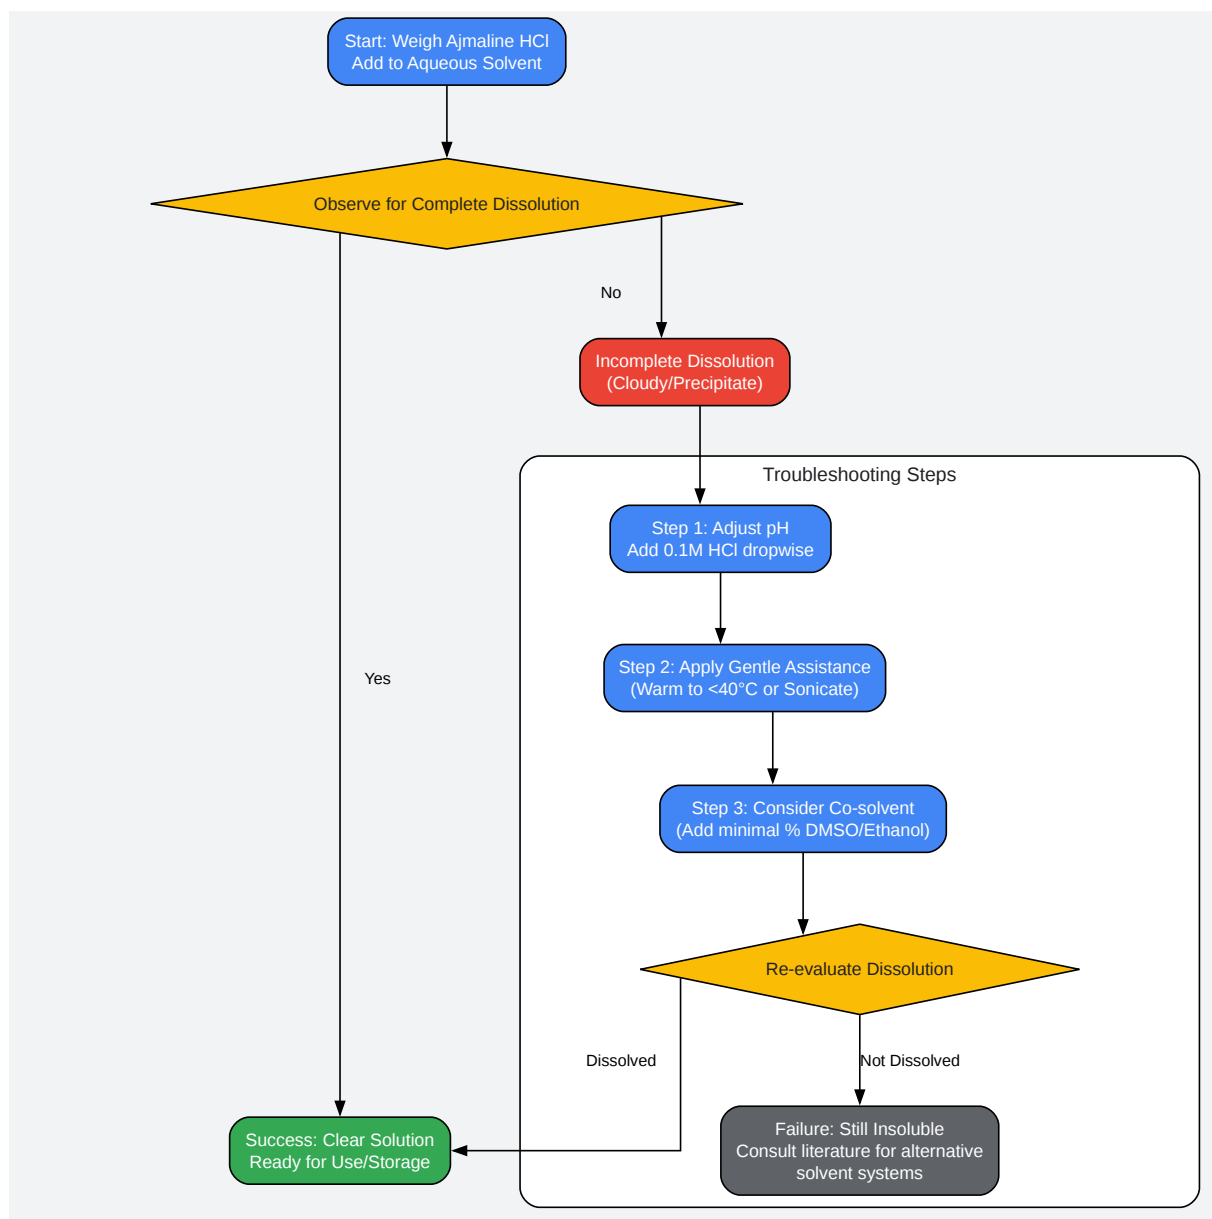 Start: Weigh Ajmaline HCl
Add to Aqueous Solvent
Observe for Complete Dissolution
No
Incomplete Dissolution
(Cloudy/Precipitate)
Troubleshooting Steps
Step 1: Adjust pH
Add 0.1M HCl dropwise
Step 2: Apply Gentle Assistance
(Warm to <40°C or Sonicate)
Yes
Step 3: Consider Co-solvent
(Add minimal % DMSO/Ethanol)
Re-evaluate Dissolution
Dissolved
Not Dissolved
Success: Clear Solution
Ready for Use/Storage
Failure: Still Insoluble
Consult literature for alternative
solvent systems